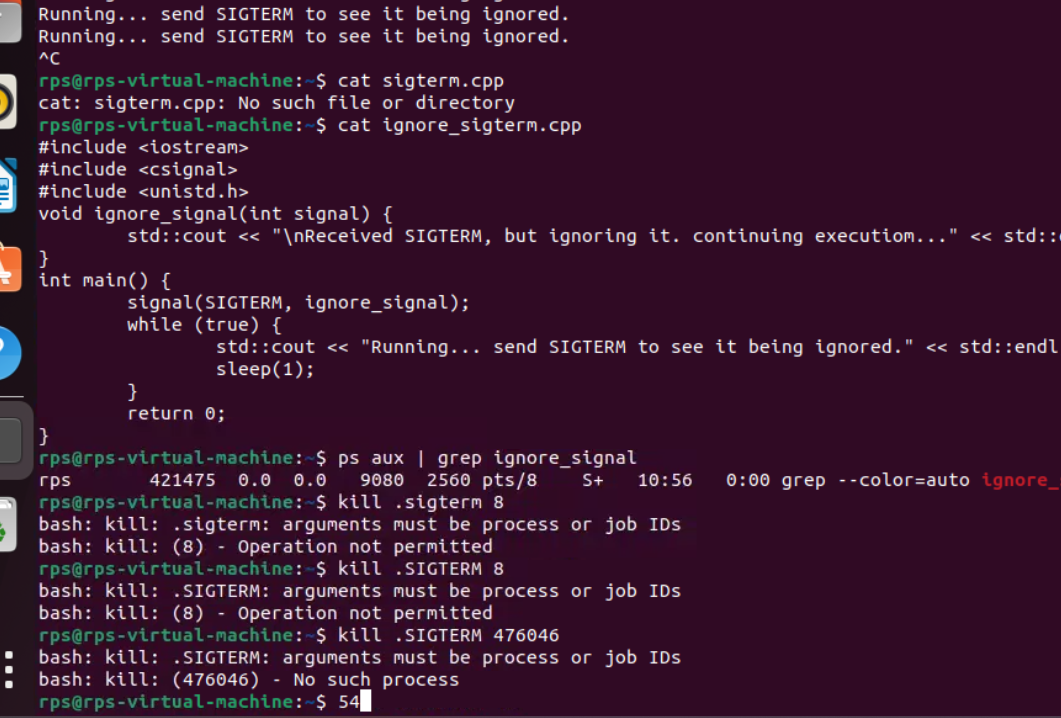 Running... send SIGTERM to see it being ignored.
Running... send SIGTERM to see it being ignored.
^C
rps@rps-virtual-machine:~$ cat sigterm.cpp
cat: sigterm.cpp: No such file or directory
rps@rps-virtual-machine:~$ cat ignore_sigterm.cpp
#include <iostream>
#include <csignal>
#include <unistd.h>
void ignore_signal(int signal) {
        std::cout << "\nReceived SIGTERM, but ignoring it. continuing executiom..." << std::
}
int main() {
        signal(SIGTERM, ignore_signal);
        while (true) {
                std::cout << "Running... send SIGTERM to see it being ignored." << std::endl
                sleep(1);
        }
        return 0;
}
rps@rps-virtual-machine:~$ ps aux | grep ignore_signal
rps      421475  0.0  0.0   9080  2560 pts/8    S+   10:56   0:00 grep --color=auto ignore_
rps@rps-virtual-machine:~$ kill .sigterm 8
bash: kill: .sigterm: arguments must be process or job IDs
bash: kill: (8) - Operation not permitted
rps@rps-virtual-machine:~$ kill .SIGTERM 8
bash: kill: .SIGTERM: arguments must be process or job IDs
bash: kill: (8) - Operation not permitted
rps@rps-virtual-machine:~$ kill .SIGTERM 476046
bash: kill: .SIGTERM: arguments must be process or job IDs
bash: kill: (476046) - No such process
rps@rps-virtual-machine:~$ 54